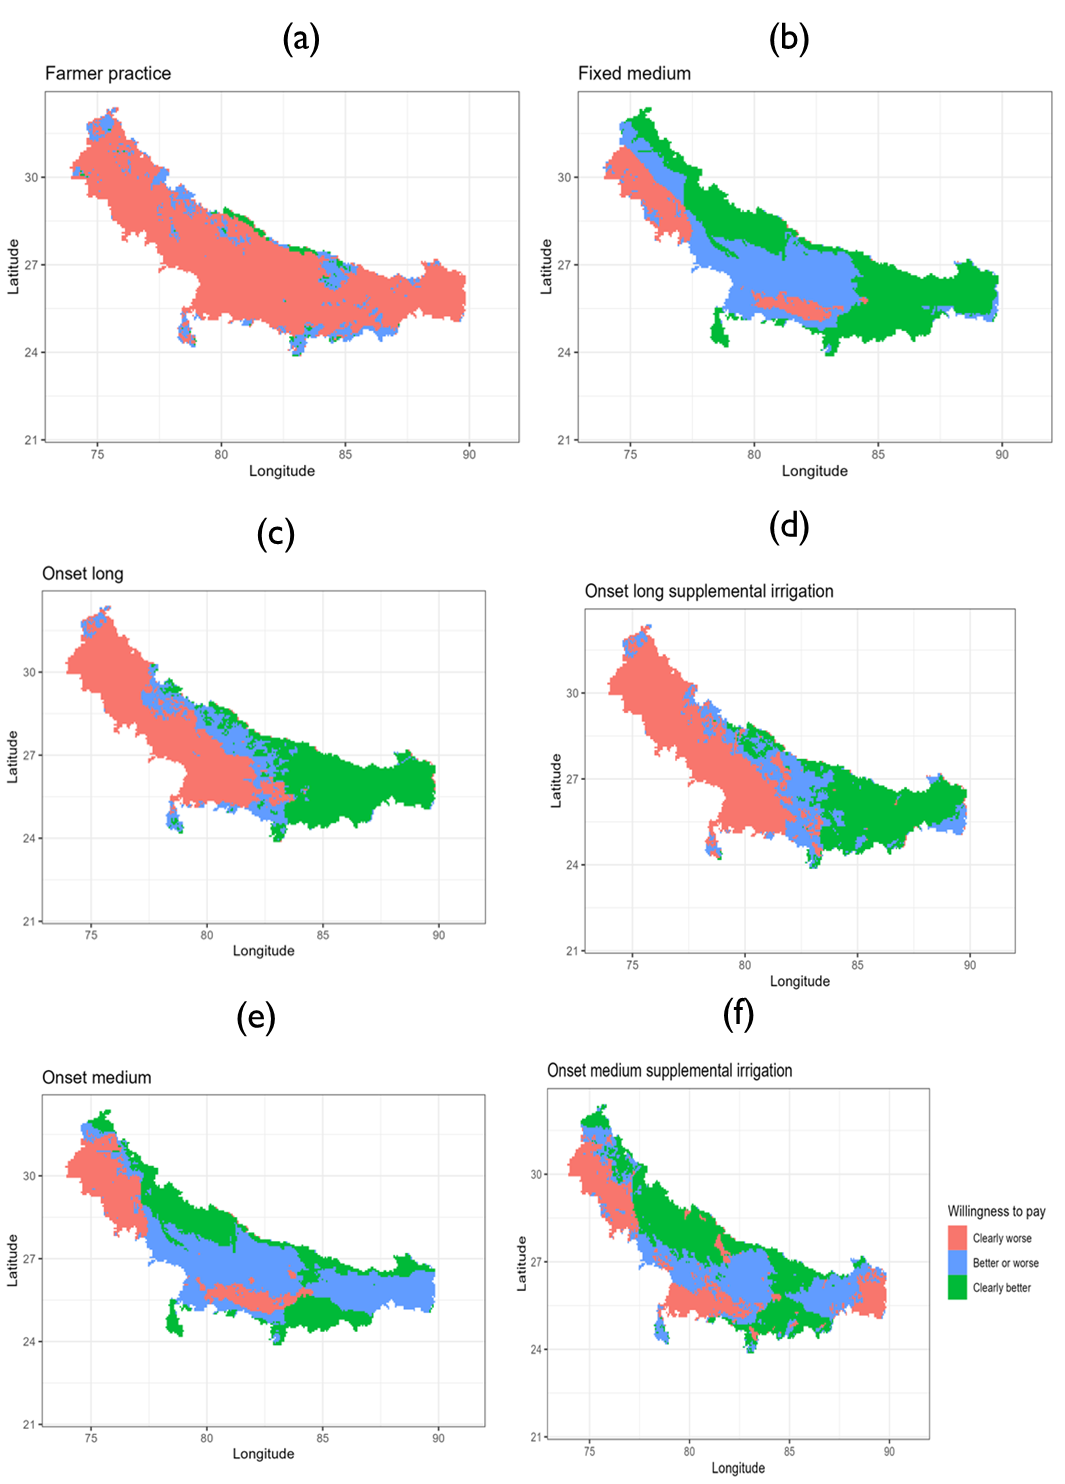 (a)
Farmer practice
30
27
24
21
75 80 85 90
Longitude
Latitude
(b)
Fixed medium
30
27
24
21
75 80 85 90
Longitude
Latitude
(c)
Onset long
30
27
24
21
75 80 85 90
Longitude
Latitude
(d)
Onset long supplemental irrigation
30
27
24
21
75 80 85 90
Longitude
Latitude
(e)
Onset medium
30
27
24
21
75 80 85 90
Longitude
Latitude
(f)
Onset medium supplemental irrigation
30
27
24
21
75 80 85 90
Longitude
Latitude
Willingness to pay
Clearly worse
Better or worse
Clearly better